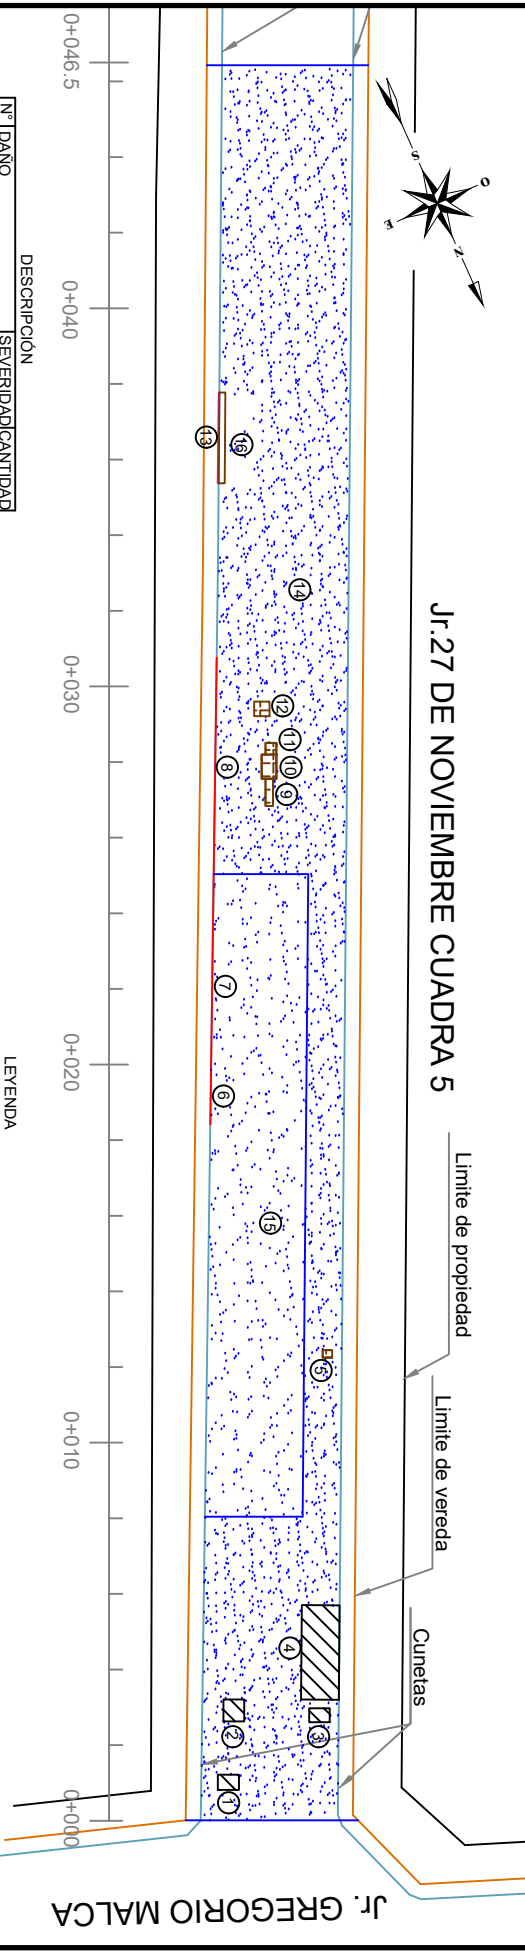 Jr.27 DE NOVIEMBRE CUADRA 5
Limite de propiedad
Limite de vereda
Cunetas
O
S
N
E
14
16
13
12
11
10
9
8
7
6
15
5
4
3
2
1
0+046.5
0+040
0+030
0+020
0+010
0+000
Jr. GREGORIO MALCA
DESCRIPCIÓN
N° DAÑO SEVERIDAD CANTIDAD
LEYENDA